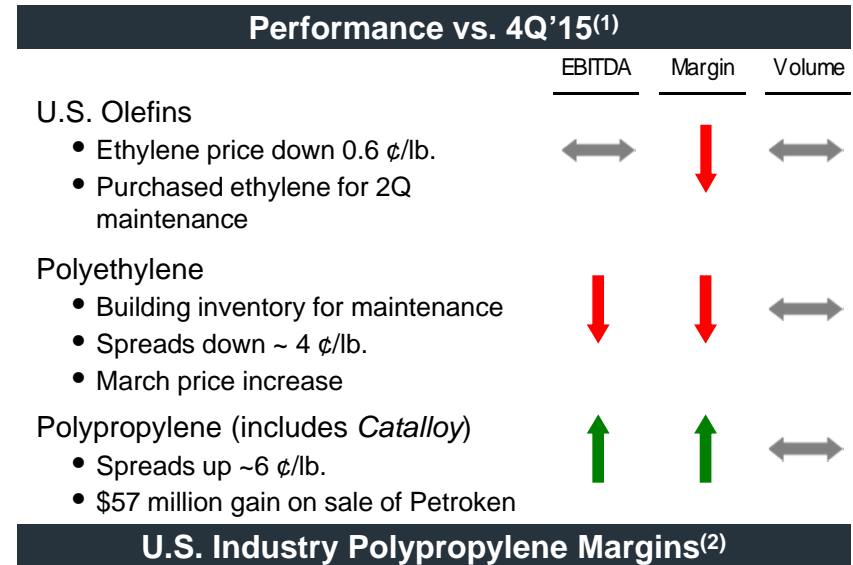 Performance vs. 4Q’15(1)
EBITDA Margin Volume
U.S. Olefins
• Ethylene price down 0.6 ¢/lb.
• Purchased ethylene for 2Q
maintenance
Polyethylene
• Building inventory for maintenance
• Spreads down ~ 4 ¢/lb.
• March price increase
Polypropylene (includes Catalloy)
• Spreads up ~6 ¢/lb.
• $57 million gain on sale of Petroken
U.S. Industry Polypropylene Margins(2)